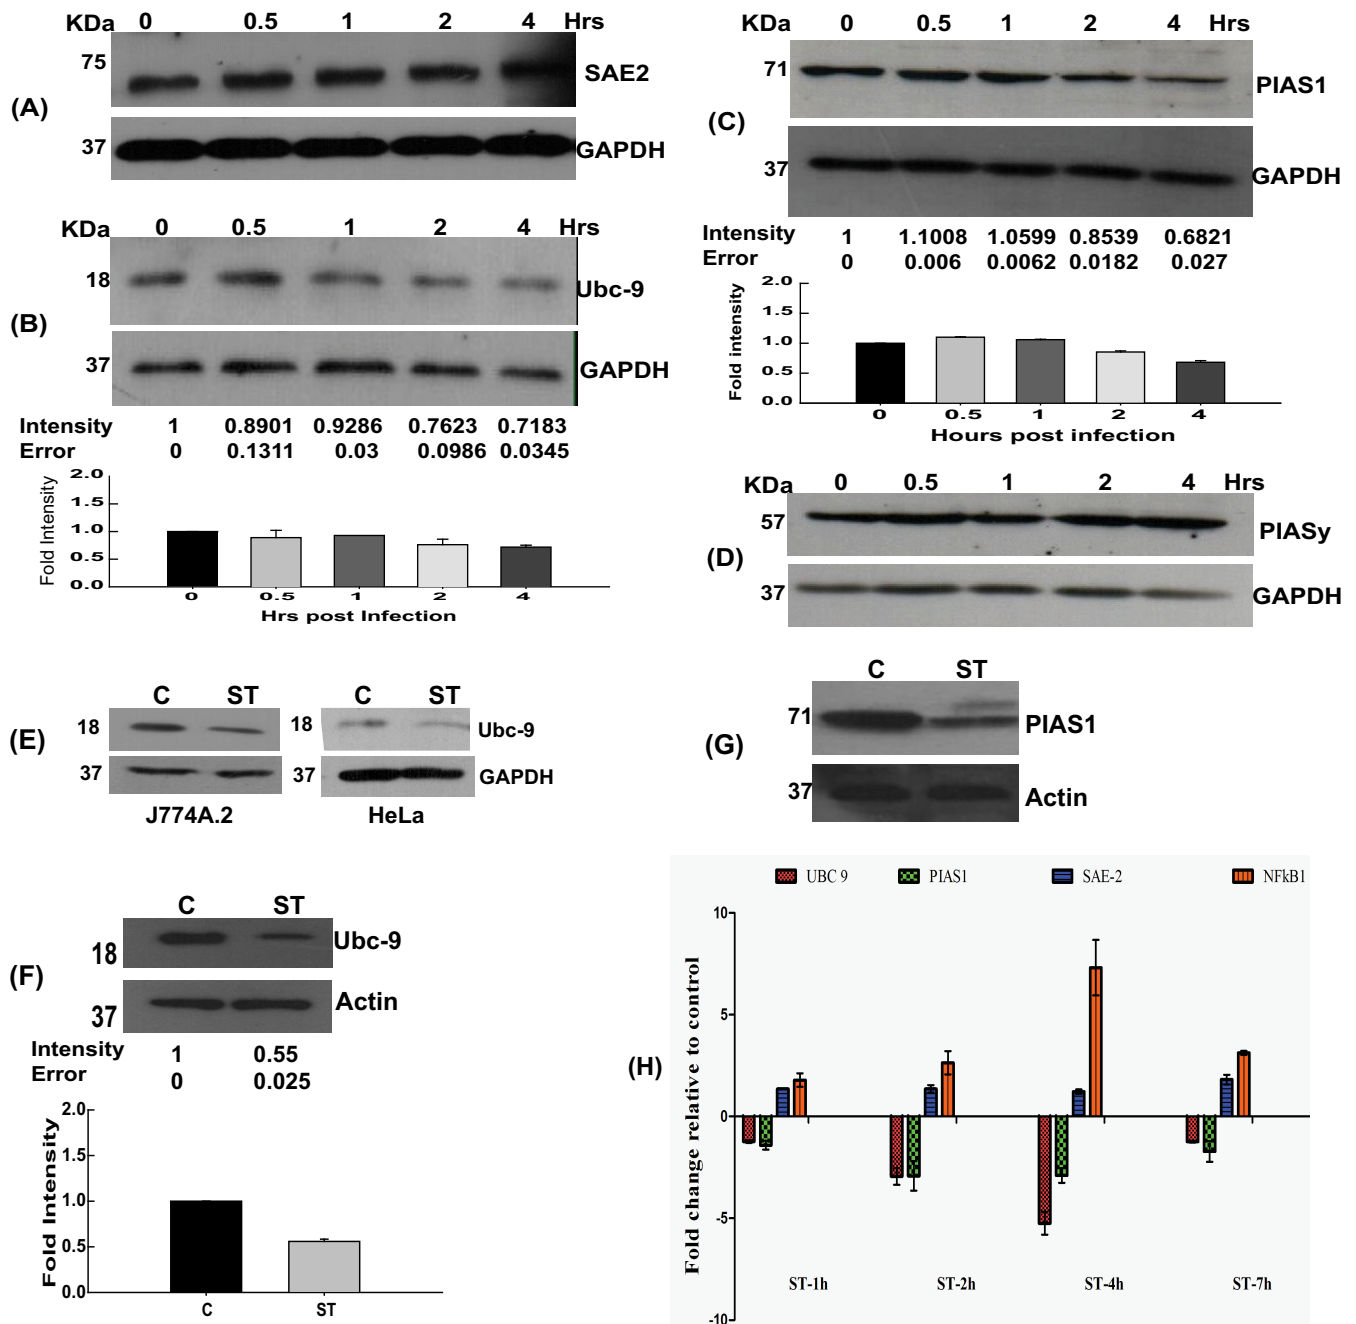 KDa 0 0.5 1 2 4 Hrs
75 SAE2
(A)
37 GAPDH
KDa 0 0.5 1 2 4 Hrs
18 Ubc-9
(B)
37 GAPDH
Intensity 1 0.8901 0.9286 0.7623 0.7183
Error 0 0.1311 0.03 0.0986 0.0345
2.0
1.5
1.0
0.5
0.0
Fold Intensity
0 0.5 1 2 4
Hrs post Infection
KDa 0 0.5 1 2 4 Hrs
71 PIAS1
(C)
37 GAPDH
Intensity 1 1.1008 1.0599 0.8539 0.6821
Error 0 0.006 0.0062 0.0182 0.027
2.0
1.0
0.5
0.0
Fold intensity
0 0.5 1 2 4
Hours post infection
KDa 0 0.5 1 2 4 Hrs
57 PIASy
(D)
37 GAPDH
C ST C ST
(E) 18 18 Ubc-9
37 37 GAPDH
J774A.2 HeLa
C ST
18 Ubc-9
(F)
37 Actin
Intensity 1 0.55
Error 0 0.025
2.0
1.5
1.0
0.5
0.0
Fold Intensity
C ST
C ST
71 PIAS1
(G)
37 Actin
UBC 9 PIAS1 SAE-2 NFkB1
(H)
10
5
0
-5
-10
Fold change relative to control
ST-1h ST-2h ST-4h ST-7h